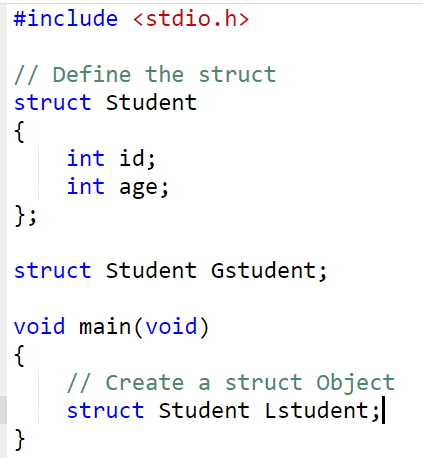 #include <stdio.h>
// Define the struct
struct Student
{
int id;
int age;
};
struct Student Gstudent;
void main(void)
{
// Create a struct Object
struct Student Lstudent;
}